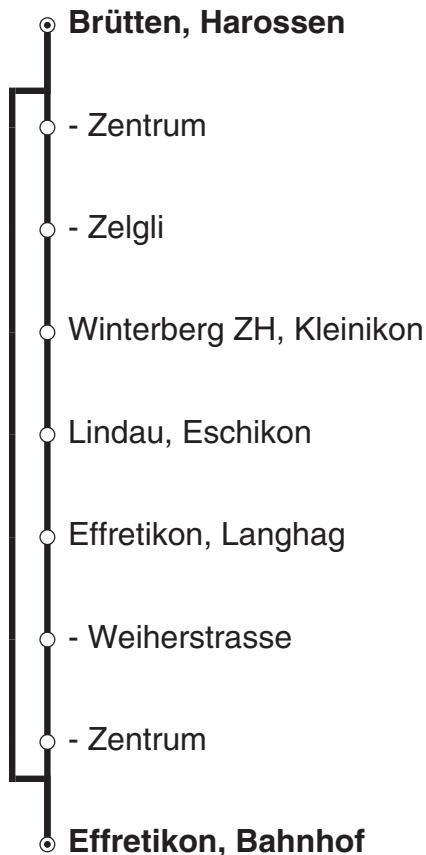 Brütten, Harossen
- Zentrum
- Zelgli
Winterberg ZH, Kleinikon
Lindau, Eschikon
Effretikon, Langhag
- Weiherstrasse
- Zentrum
Effretikon, Bahnhof